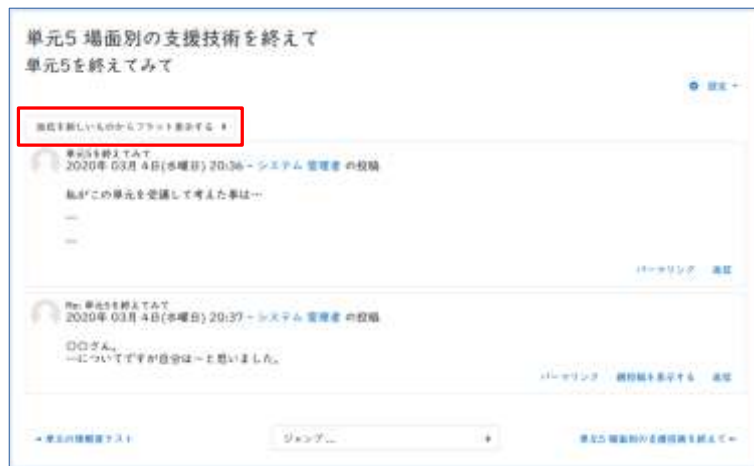 単元5 場面別の支援技術を終えて
単元5を終えてみて
設定
返信を新しいものからフラット表示する
単元5を終えてみて
2020年 03月 4日(水曜日) 20:36 - システム 管理者 の投稿
私がこの単元を受講して考えた事は…
…
…
パーマリンク 返信
Re: 単元5を終えてみて
2020年 03月 4日(水曜日) 20:37 - システム 管理者 の投稿
〇〇さん。
…についてですが自分は~と思いました。
パーマリンク 親投稿を表示する 返信
ジャンプ...
単元5 場面別の支援技術を終えて